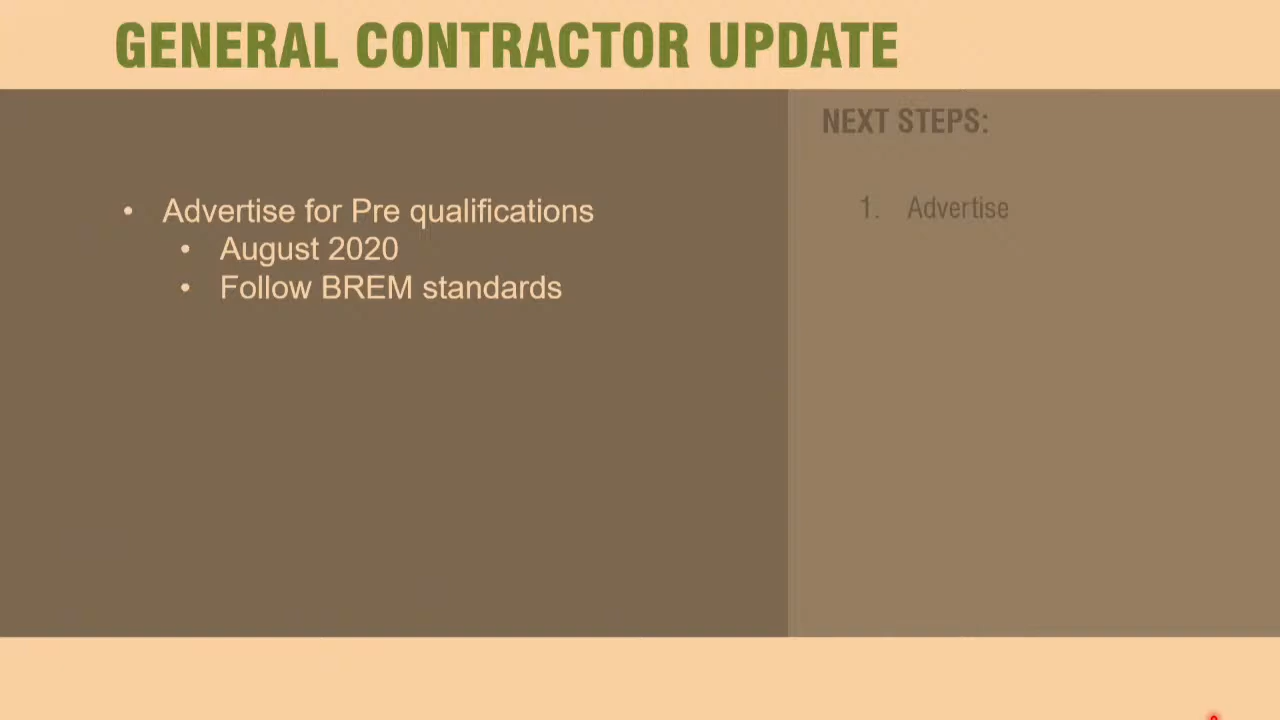 GENERAL CONTRACTOR UPDATE
• Advertise for Pre qualifications
• August 2020
• Follow BREM standards
NEXT STEPS:
1. Advertise